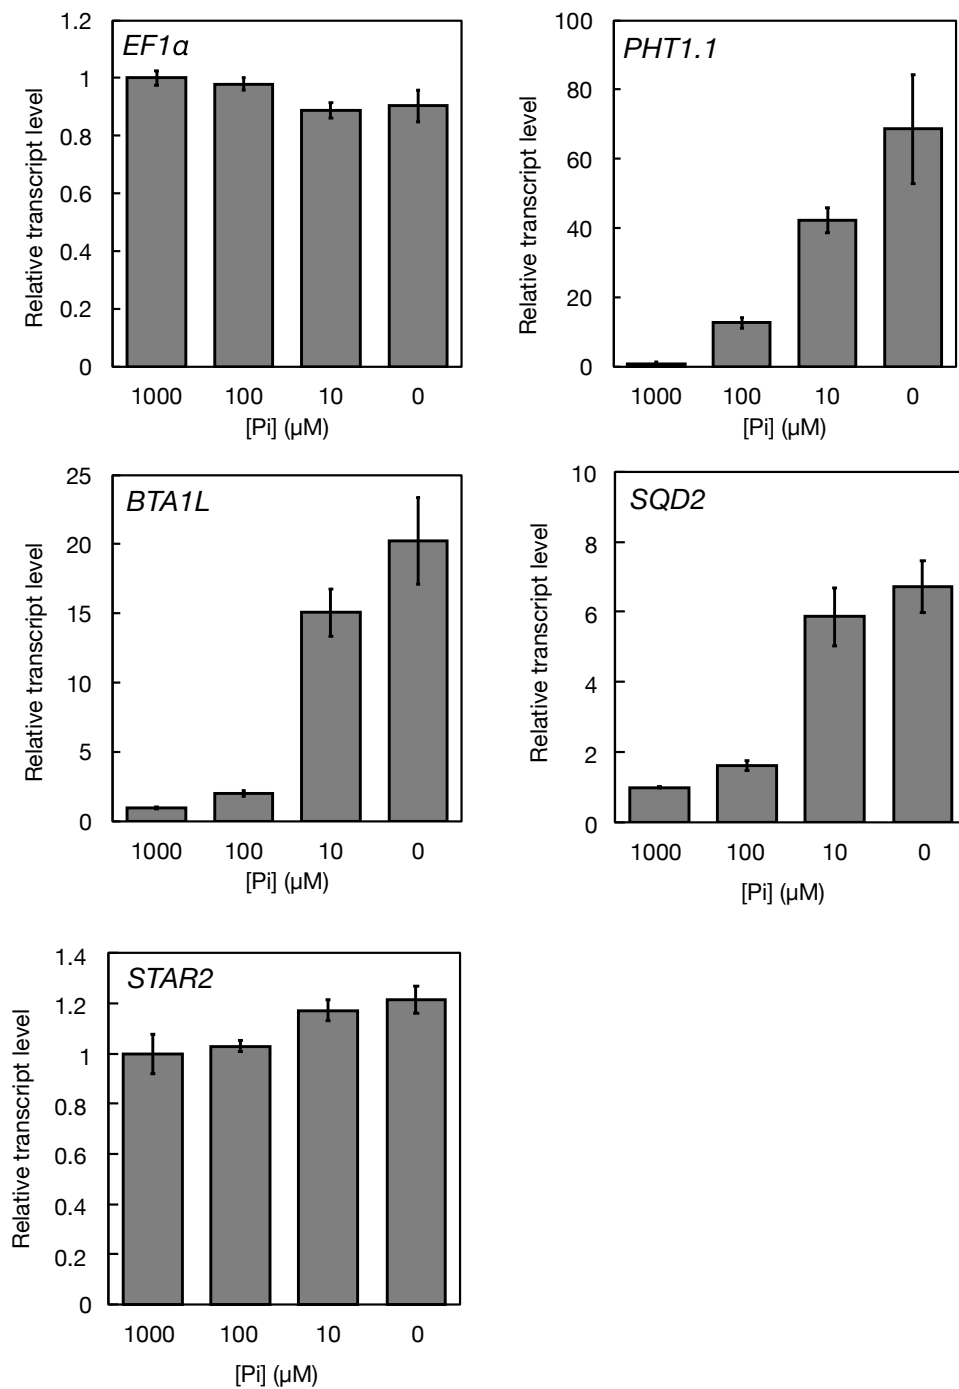 EF1α
Relative transcript level
1.2
1
0.8
0.6
0.4
0.2
0
1000 100 10 0
[Pi] (µM)
PHT1.1
Relative transcript level
100
80
60
40
20
0
1000 100 10 0
[Pi] (µM)
BTA1L
Relative transcript level
25
20
15
10
5
0
1000 100 10 0
[Pi] (µM)
SQD2
Relative transcript level
10
8
6
4
2
0
1000 100 10 0
[Pi] (µM)
STAR2
Relative transcript level
1.4
1.2
1
0.8
0.6
0.4
0.2
0
1000 100 10 0
[Pi] (µM)